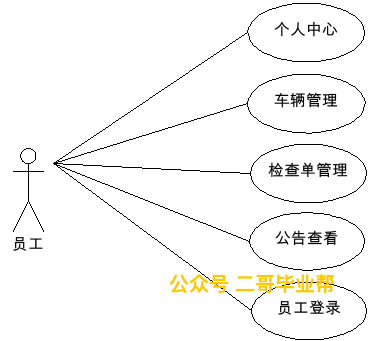 个人中心
车辆管理
检查单管理
员工
公告查看
公众号 二哥毕业帮
员工登录